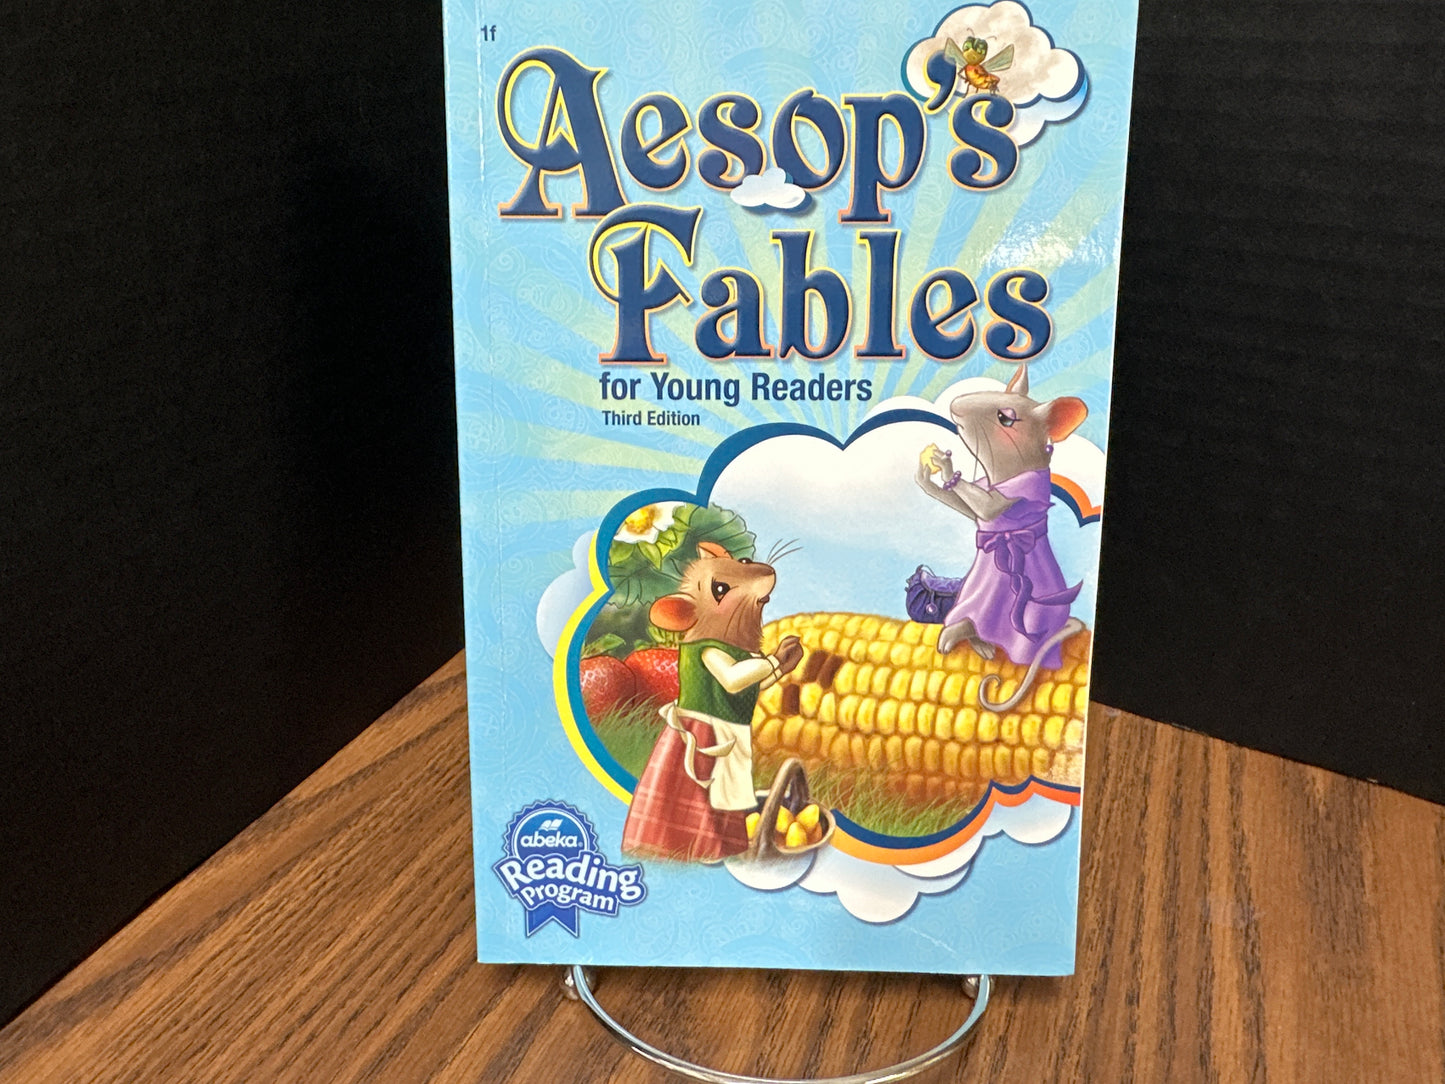 1f
Aesop's
Fables
for Young Readers
Third Edition
abeka®
Reading
Program